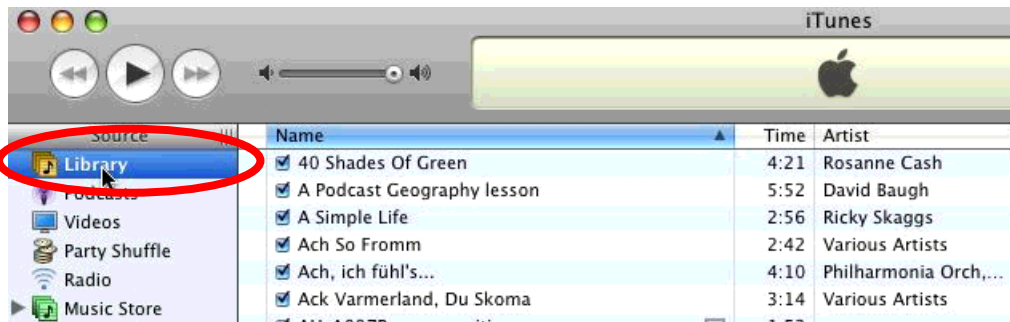 iTunes
Source
Name Time Artist
Library
40 Shades Of Green 4:21 Rosanne Cash
Podcasts
A Podcast Geography lesson 5:52 David Baugh
Videos
A Simple Life 2:56 Ricky Skaggs
Party Shuffle
Ach So Fromm 2:42 Various Artists
Radio
Ach, ich fühl's... 4:10 Philharmonia Orch,...
Music Store
Ack Varmerland, Du Skoma 3:14 Various Artists